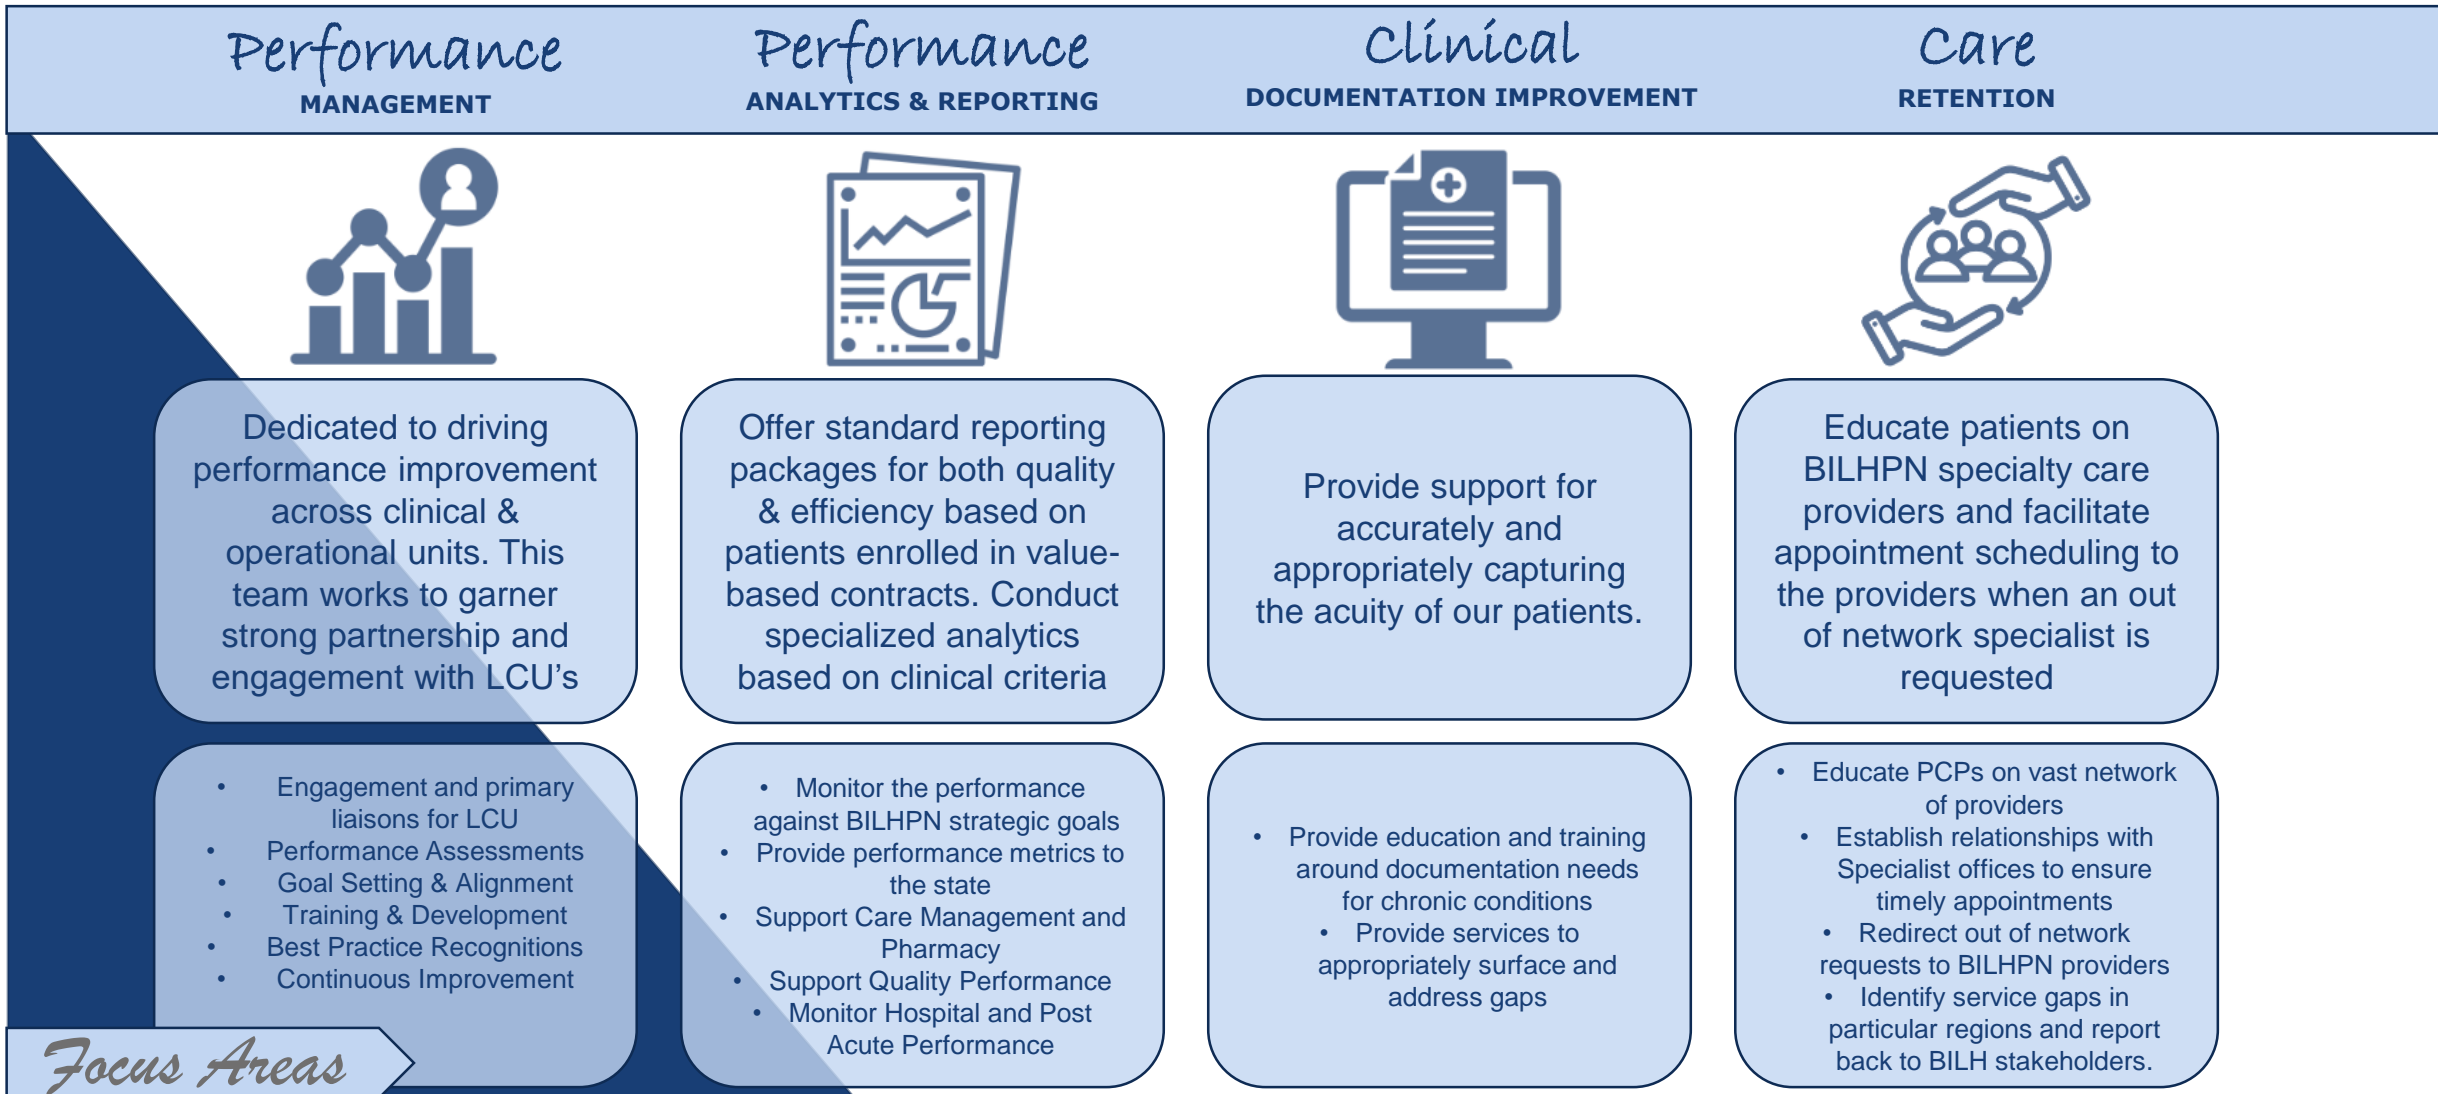 Performance
MANAGEMENT
Performance
ANALYTICS & REPORTING
Clinical
DOCUMENTATION IMPROVEMENT
Care
RETENTION
Dedicated to driving
performance improvement
across clinical &
operational units. This
team works to garner
strong partnership and
engagement with LCU's
Offer standard reporting
packages for both quality
& efficiency based on
patients enrolled in value-
based contracts. Conduct
specialized analytics
based on clinical criteria
Provide support for
accurately and
appropriately capturing
the acuity of our patients.
Educate patients on
BILHPN specialty care
providers and facilitate
appointment scheduling to
the providers when an out
of network specialist is
requested
• Engagement and primary
liaisons for LCU
• Performance Assessments
• Goal Setting & Alignment
• Training & Development
• Best Practice Recognitions
• Continuous Improvement
• Monitor the performance
against BILHPN strategic goals
• Provide performance metrics to
the state
• Support Care Management and
Pharmacy
• Support Quality Performance
• Monitor Hospital and Post
Acute Performance
• Provide education and training
around documentation needs
for chronic conditions
• Provide services to
appropriately surface and
address gaps
• Educate PCPs on vast network
of providers
• Establish relationships with
Specialist offices to ensure
timely appointments
• Redirect out of network
requests to BILHPN providers
• Identify service gaps in
particular regions and report
back to BILH stakeholders.
Focus Areas